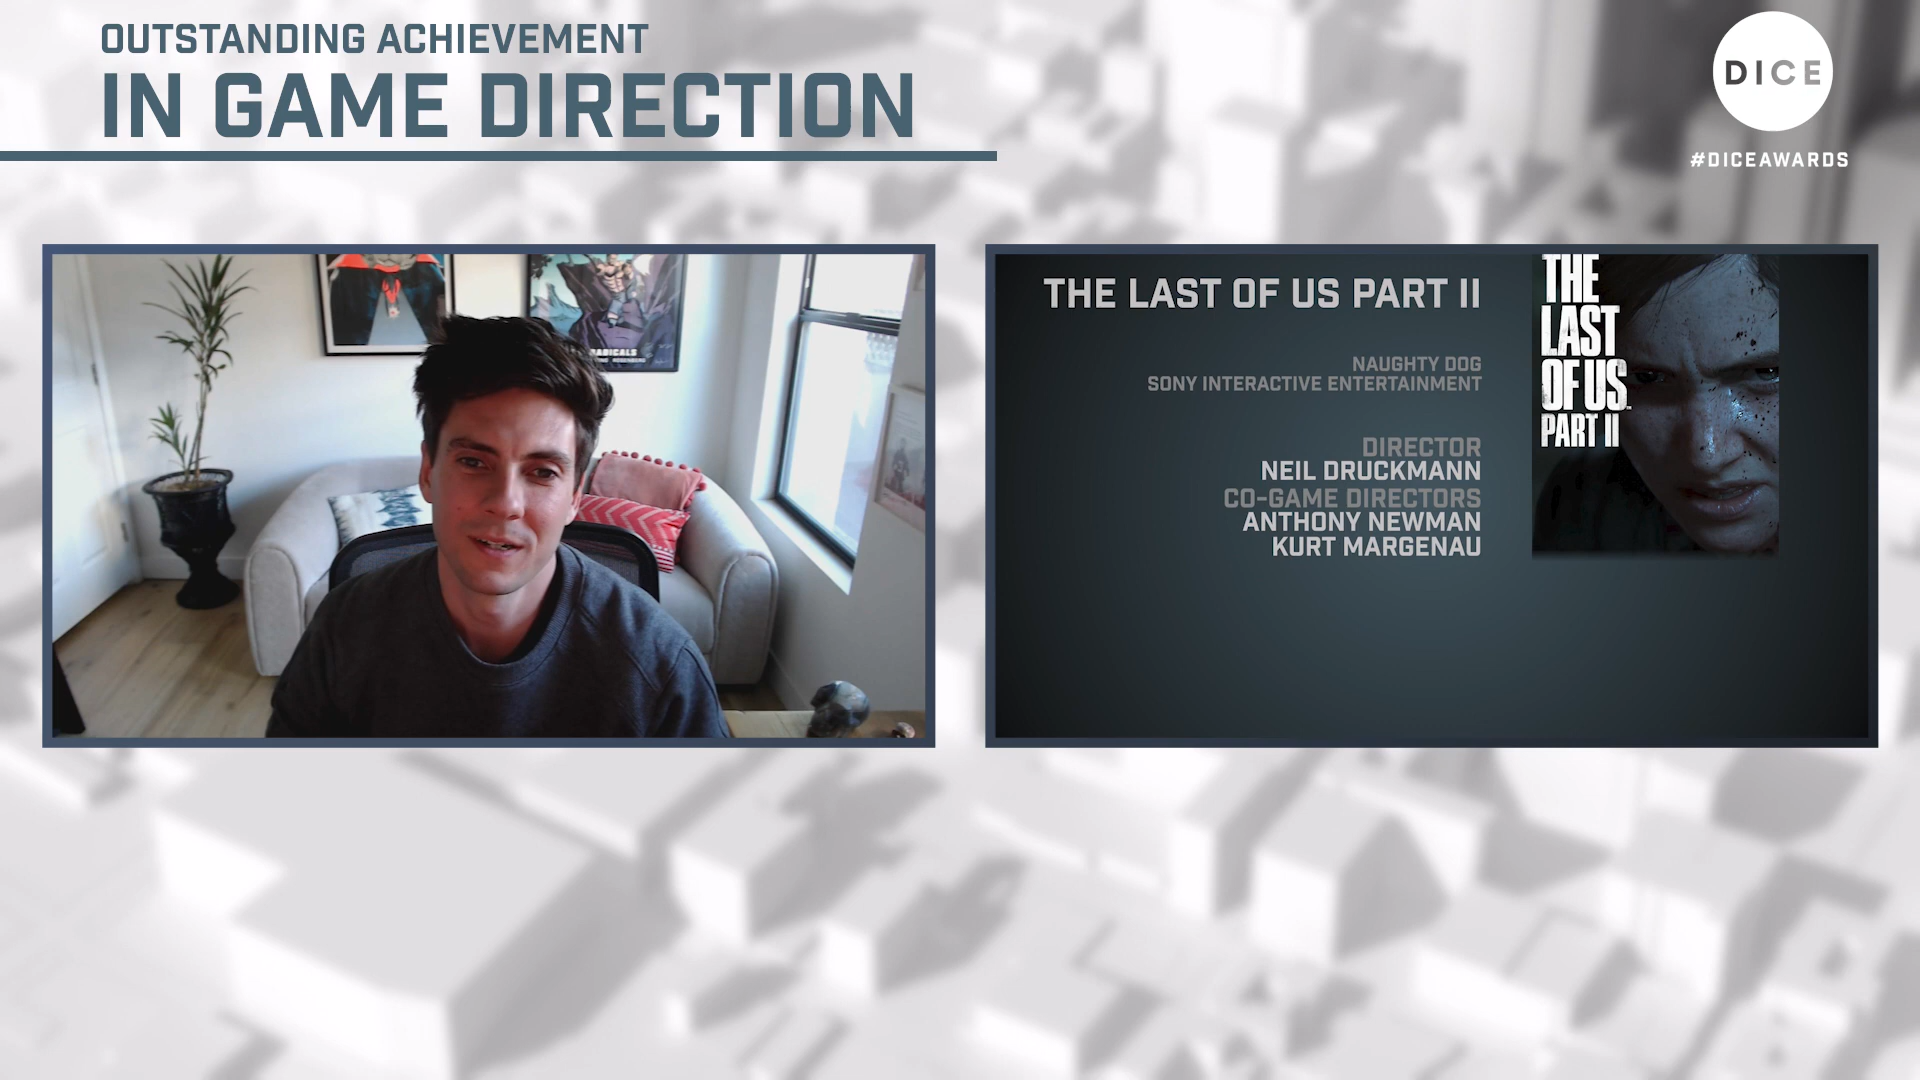 OUTSTANDING ACHIEVEMENT
IN GAME DIRECTION
DICE
#DICEAWARDS
RADICALS
THE LAST OF US PART II
NAUGHTY DOG
SONY INTERACTIVE ENTERTAINMENT
DIRECTOR
NEIL DRUCKMANN
CO-GAME DIRECTORS
ANTHONY NEWMAN
KURT MARGENAU
THE
LAST
OF US
PART II